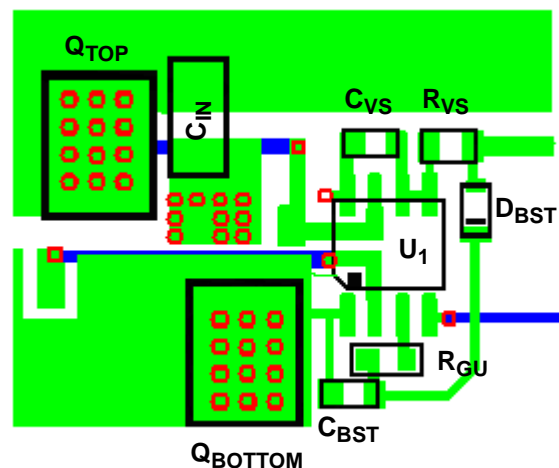 QTOP
CIN
CVS
RVS
DBST
U1
RGU
CBST
QBOTTOM